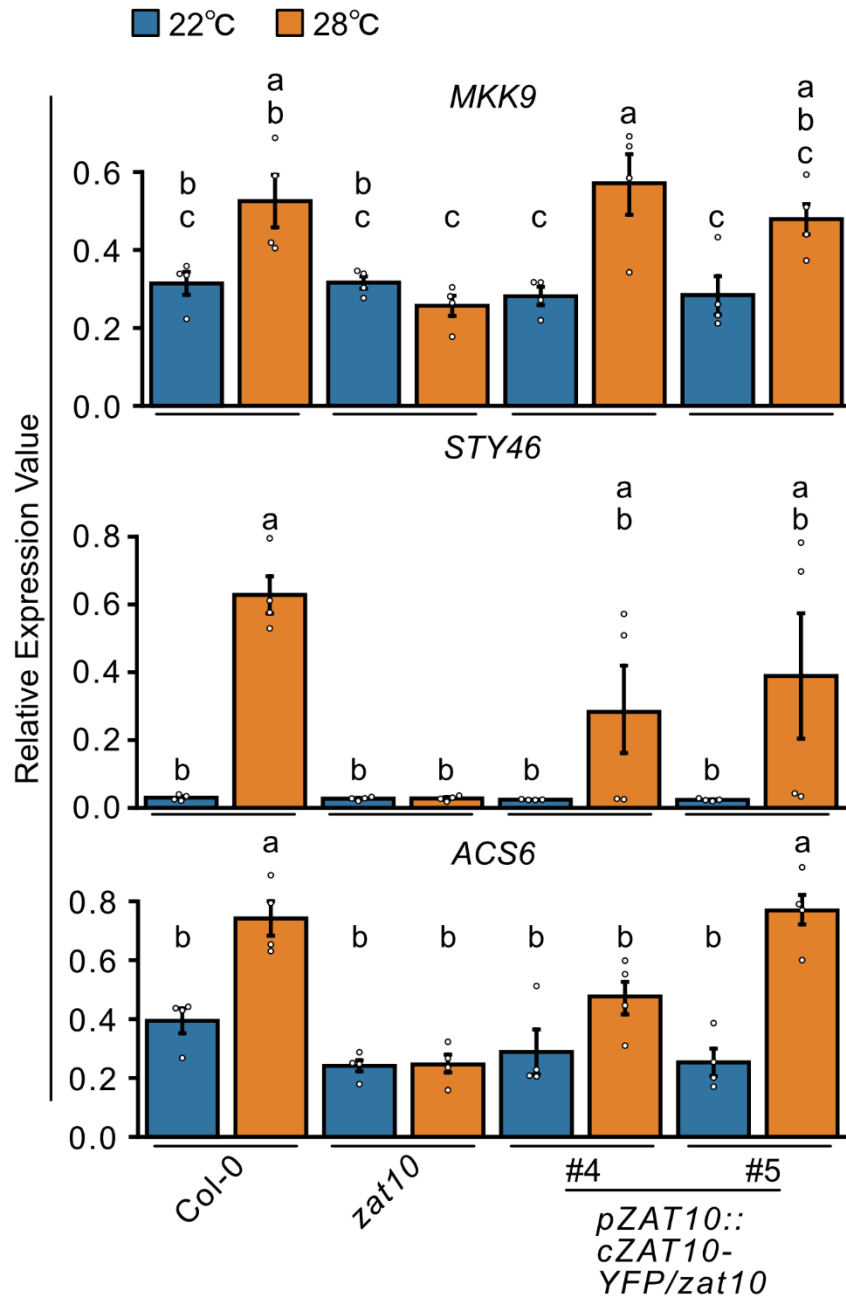 22°C 28°C
Relative Expression Value
MKK9
a
b
b
c
b
c
c
c
a
c
a
b
c
0.6
0.4
0.2
0.0
STY46
a
a
b
a
b
0.8
0.6
0.4
0.2
0.0
b b b b b
ACS6
a a
0.8
0.6
0.4
0.2
0.0
b b b b b b
Col-0 zat10 #4 #5
pZAT10::
cZAT10-
YFP/zat10